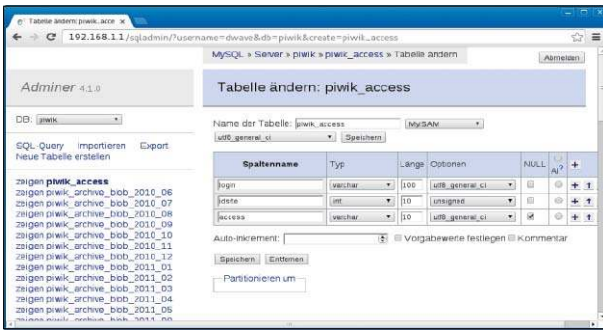 Tabelle ändern: piwik_acce
192.168.1.1/sqladmin/?username=dwave&db=piwik&create=piwik_access
MySQL » Server » piwik » piwik_access » Tabelle ändern
Abmelden
Adminer 4.1.0
Tabelle ändern: piwik_access
DB: piwik
SQL-Query Importieren Export
Neue Tabelle erstellen
zeigen piwik_access
zeigen piwik_archive_blob_2010_06
zeigen piwik_archive_blob_2010_07
zeigen piwik_archive_blob_2010_08
zeigen piwik_archive_blob_2010_09
zeigen piwik_archive_blob_2010_10
zeigen piwik_archive_blob_2010_11
zeigen piwik_archive_blob_2010_12
zeigen piwik_archive_blob_2011_01
zeigen piwik_archive_blob_2011_02
zeigen piwik_archive_blob_2011_03
zeigen piwik_archive_blob_2011_04
zeigen piwik_archive_blob_2011_05
Name der Tabelle: piwik_access MyISAM
utf8_general_ci Speichern
Spaltenname Typ Länge Optionen NULL AI? +
login varchar 100 utf8_general_ci
idsite int 10 unsigned
access varchar 10 utf8_general_ci
Auto-Inkrement: Vorgabewerte festlegen Kommentar
Speichern Entfernen
Partitionieren um